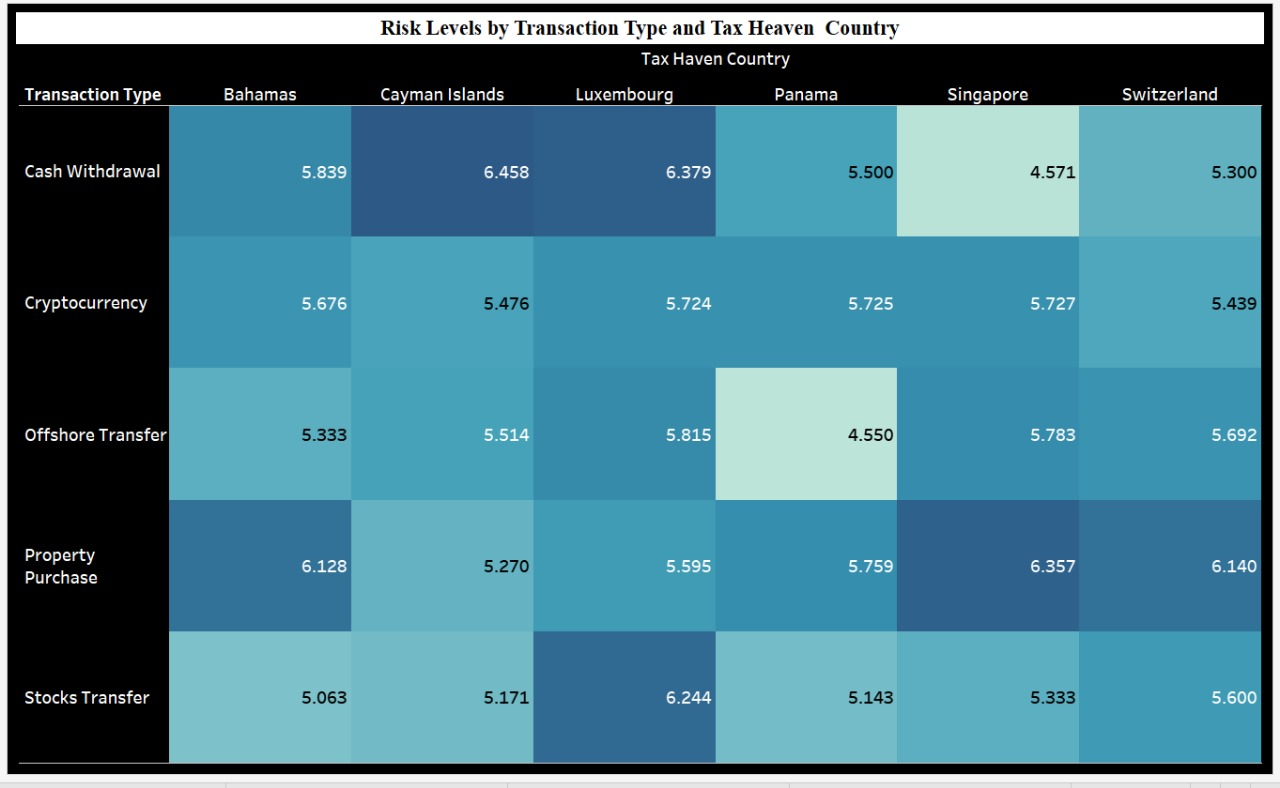 Risk Levels by Transaction Type and Tax Heaven  Country
Tax Haven Country
Transaction Type Bahamas Cayman Islands Luxembourg Panama Singapore Switzerland
Cash Withdrawal 5.839 6.458 6.379 5.500 4.571 5.300
Cryptocurrency 5.676 5.476 5.724 5.725 5.727 5.439
Offshore Transfer 5.333 5.514 5.815 4.550 5.783 5.692
Property
Purchase 6.128 5.270 5.595 5.759 6.357 6.140
Stocks Transfer 5.063 5.171 6.244 5.143 5.333 5.600